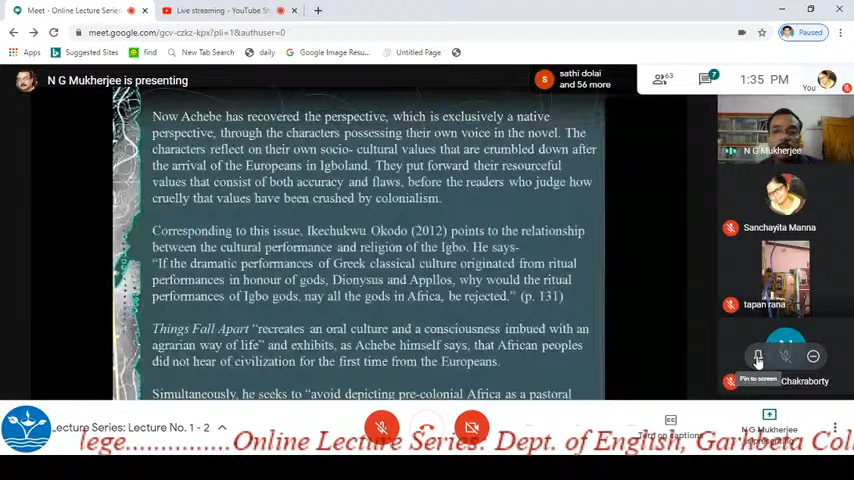 Meet - Online Lecture Series:
Live streaming - YouTube St
meet.google.com/gcv-czkz-kpx?pli=1&authuser=0
Paused
Apps
Suggested Sites
find
New Tab Search
daily
Google Image Resu...
Untitled Page
N G Mukherjee is presenting
S
sathi dolai
and 56 more
63
7
1:35 PM
You
Now Achebe has recovered the perspective, which is exclusively a native
perspective, through the characters possessing their own voice in the novel. The
characters reflect on their own socio- cultural values that are crumbled down after
the arrival of the Europeans in Igboland. They put forward their resourceful
values that consist of both accuracy and flaws, before the readers who judge how
cruelly that values have been crushed by colonialism.
Corresponding to this issue, Ikechukwu Okodo (2012) points to the relationship
between the cultural performance and religion of the Igbo. He says-
“If the dramatic performances of Greek classical culture originated from ritual
performances in honour of gods, Dionysus and Appllos, why would the ritual
performances of Igbo gods, nay all the gods in Africa, be rejected.” (p. 131)
Things Fall Apart “recreates an oral culture and a consciousness imbued with an
agrarian way of life” and exhibits, as Achebe himself says, that African peoples
did not hear of civilization for the first time from the Europeans.
Simultaneously, he seeks to “avoid depicting pre-colonial Africa as a pastoral
N G Mukherjee
Sanchayita Manna
tapan rana
Pin to screen
Chakraborty
ecture Series: Lecture No. 1 - 2
Turn on captions
N G Mukherjee
is presenting
lege...............Online Lecture Series. Dept. of English, Garhbeta Col